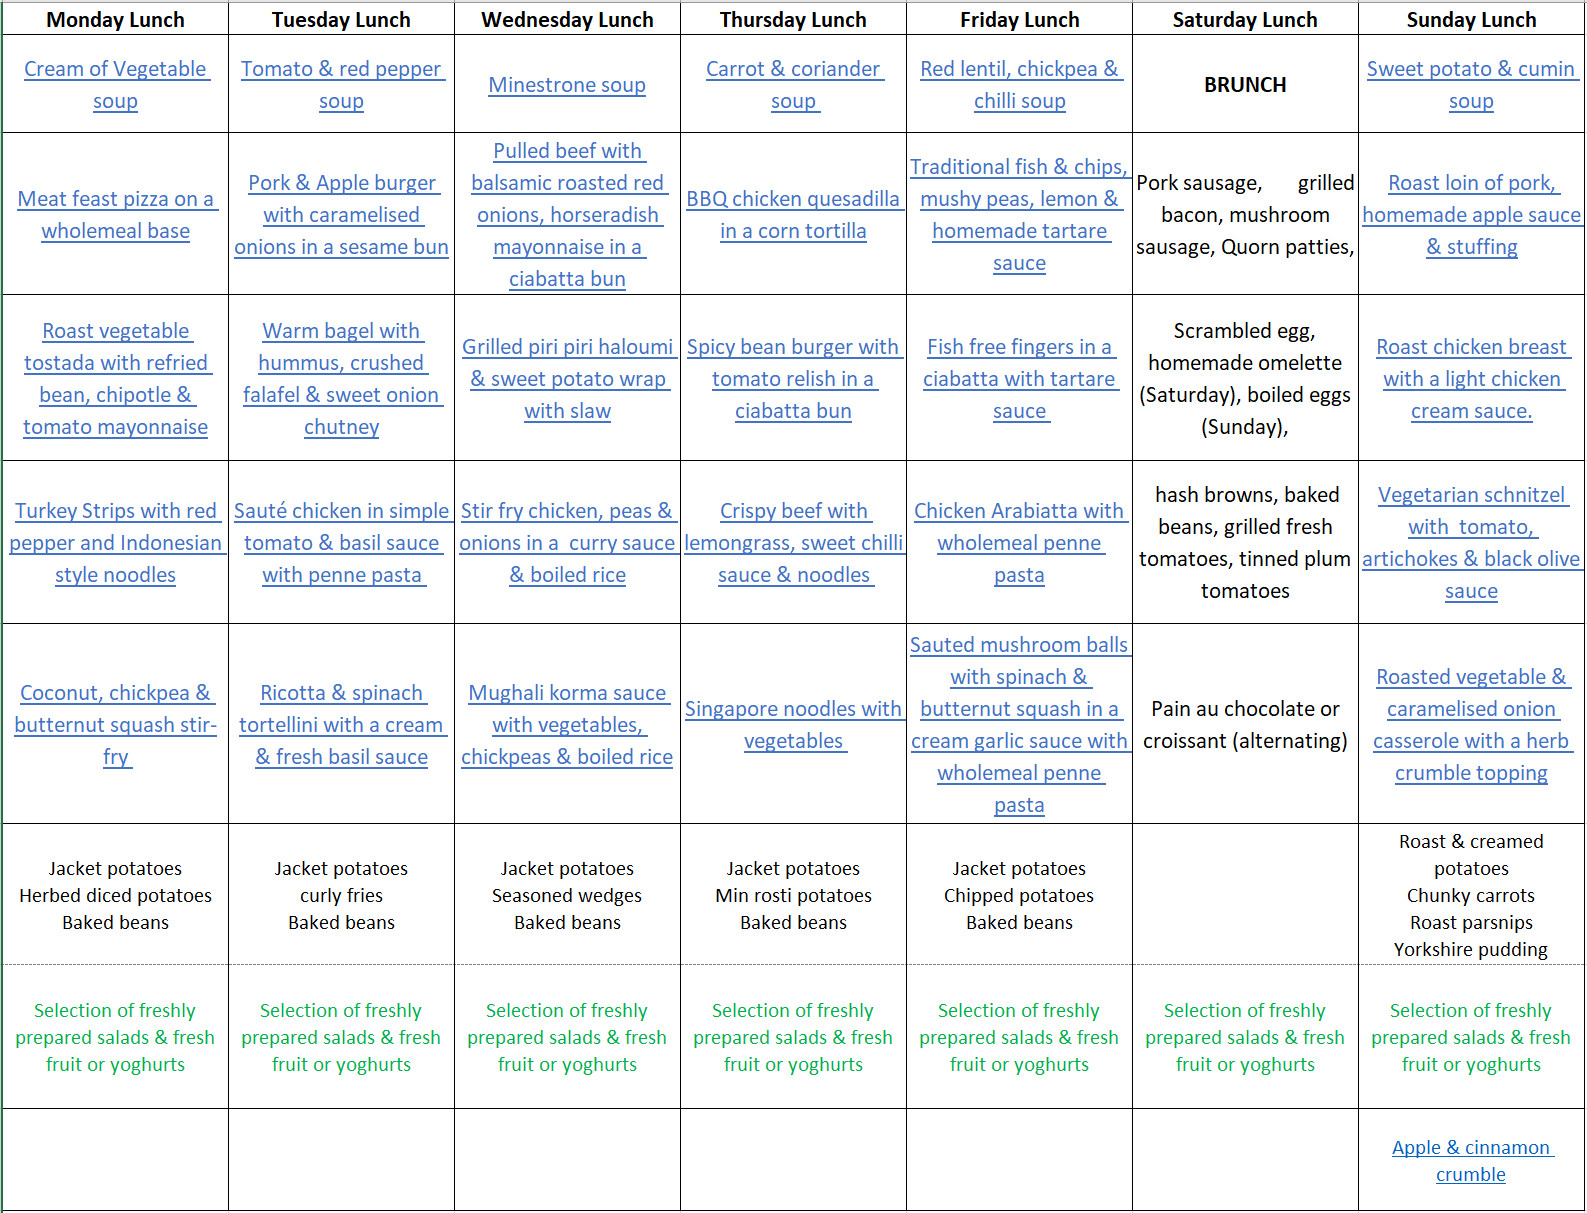 Monday Lunch
Tuesday Lunch
Wednesday Lunch
Thursday Lunch
Friday Lunch
Saturday Lunch
Sunday Lunch
Cream of Vegetable
soup
Tomato & red pepper
soup
Minestrone soup
Carrot & coriander
soup
Red lentil, chickpea &
chilli soup
BRUNCH
Sweet potato & cumin
soup
Meat feast pizza on a
wholemeal base
Pork & Apple burger
with caramelised
onions in a sesame bun
Pulled beef with
balsamic roasted red
onions, horseradish
mayonnaise in a
ciabatta bun
BBQ chicken quesadilla
in a corn tortilla
Traditional fish & chips,
mushy peas, lemon &
homemade tartare
sauce
Pork sausage, grilled
bacon, mushroom
sausage, Quorn patties,
Roast loin of pork,
homemade apple sauce
& stuffing
Roast vegetable
tostada with refried
bean, chipotle &
tomato mayonnaise
Warm bagel with
hummus, crushed
falafel & sweet onion
chutney
Grilled piri piri haloumi
& sweet potato wrap
with slaw
Spicy bean burger with
tomato relish in a
ciabatta bun
Fish free fingers in a
ciabatta with tartare
sauce
Scrambled egg,
homemade omelette
(Saturday), boiled eggs
(Sunday),
Roast chicken breast
with a light chicken
cream sauce.
Turkey Strips with red
pepper and Indonesian
style noodles
Sauté chicken in simple
tomato & basil sauce
with penne pasta
Stir fry chicken, peas &
onions in a curry sauce
& boiled rice
Crispy beef with
lemongrass, sweet chilli
sauce & noodles
Chicken Arabiatta with
wholemeal penne
pasta
hash browns, baked
beans, grilled fresh
tomatoes, tinned plum
tomatoes
Vegetarian schnitzel
with tomato,
artichokes & black olive
sauce
Coconut, chickpea &
butternut squash stir-
fry
Ricotta & spinach
tortellini with a cream
& fresh basil sauce
Mughali korma sauce
with vegetables,
chickpeas & boiled rice
Singapore noodles with
vegetables
Sauted mushroom balls
with spinach &
butternut squash in a
cream garlic sauce with
wholemeal penne
pasta
Pain au chocolate or
croissant (alternating)
Roasted vegetable &
caramelised onion
casserole with a herb
crumble topping
Jacket potatoes
Herbed diced potatoes
Baked beans
Jacket potatoes
curly fries
Baked beans
Jacket potatoes
Seasoned wedges
Baked beans
Jacket potatoes
Min rosti potatoes
Baked beans
Jacket potatoes
Chipped potatoes
Baked beans
Roast & creamed
potatoes
Chunky carrots
Roast parsnips
Yorkshire pudding
Selection of freshly
prepared salads & fresh
fruit or yoghurts
Selection of freshly
prepared salads & fresh
fruit or yoghurts
Selection of freshly
prepared salads & fresh
fruit or yoghurts
Selection of freshly
prepared salads & fresh
fruit or yoghurts
Selection of freshly
prepared salads & fresh
fruit or yoghurts
Selection of freshly
prepared salads & fresh
fruit or yoghurts
Selection of freshly
prepared salads & fresh
fruit or yoghurts
Apple & cinnamon
crumble